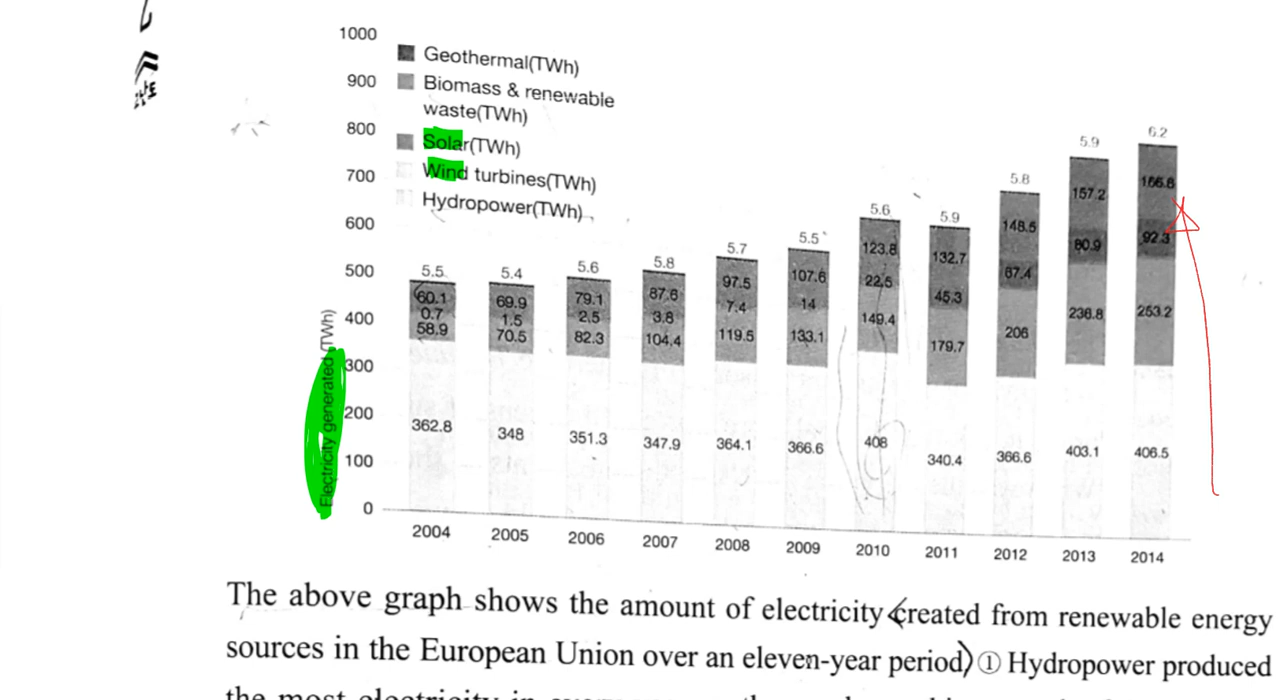 1000
Geothermal(TWh)
900
Biomass & renewable
waste(TWh)
800
Solar(TWh)
700
Wind turbines(TWh)
Hydropower(TWh)
600
500
400
300
200
100
0
Electricity generated (TWh)
5.5 5.4 5.6 5.8 5.7 5.5 5.6 5.9 5.8 5.9 6.2
60.1 69.9 79.1 87.6 97.5 107.6 123.8 132.7 148.5 157.2 166.8
0.7 1.5 2.5 3.8 7.4 14 22.5 45.3 67.4 80.9 92.3
58.9 70.5 82.3 104.4 119.5 133.1 149.4 179.7 206 236.8 253.2
362.8 348 351.3 347.9 364.1 366.6 408 340.4 366.6 403.1 406.5
2004 2005 2006 2007 2008 2009 2010 2011 2012 2013 2014
The above graph shows the amount of electricity created from renewable energy
sources in the European Union over an eleven-year period. ① Hydropower produced
the most electricity in